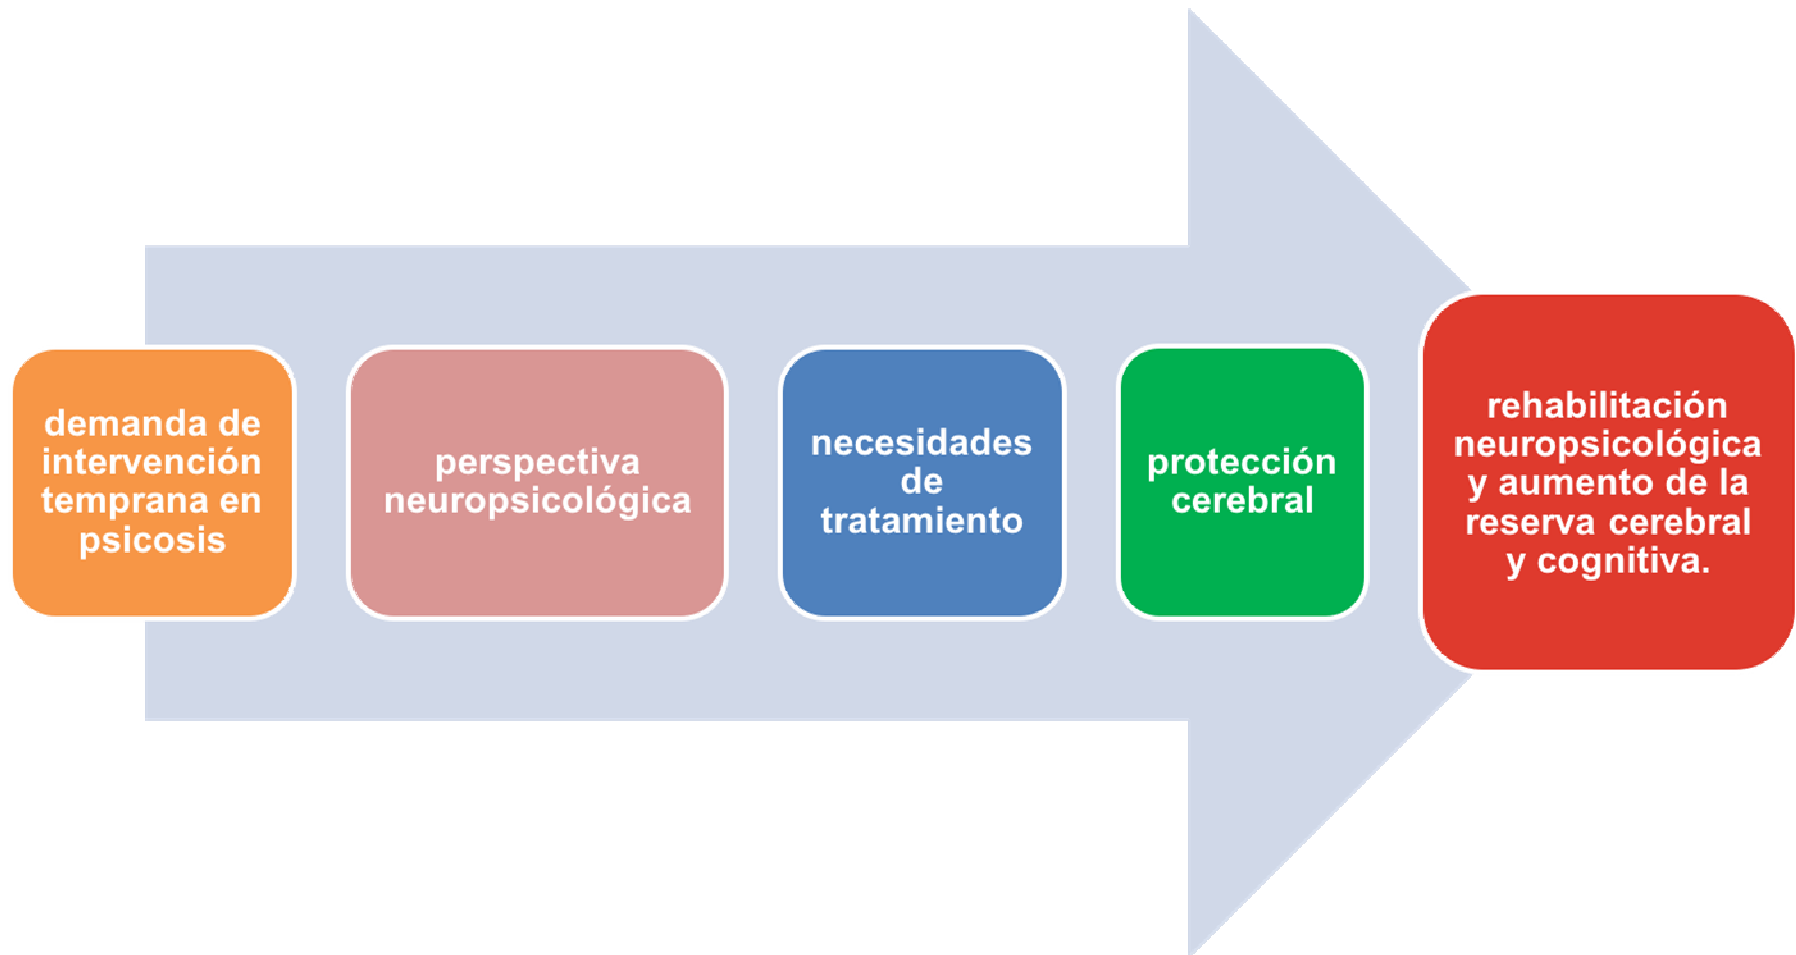 demanda de
intervención
temprana en
psicosis
perspectiva
neuropsicológica
necesidades
de
tratamiento
protección
cerebral
rehabilitación
neuropsicológica
y aumento de la
reserva cerebral
y cognitiva.